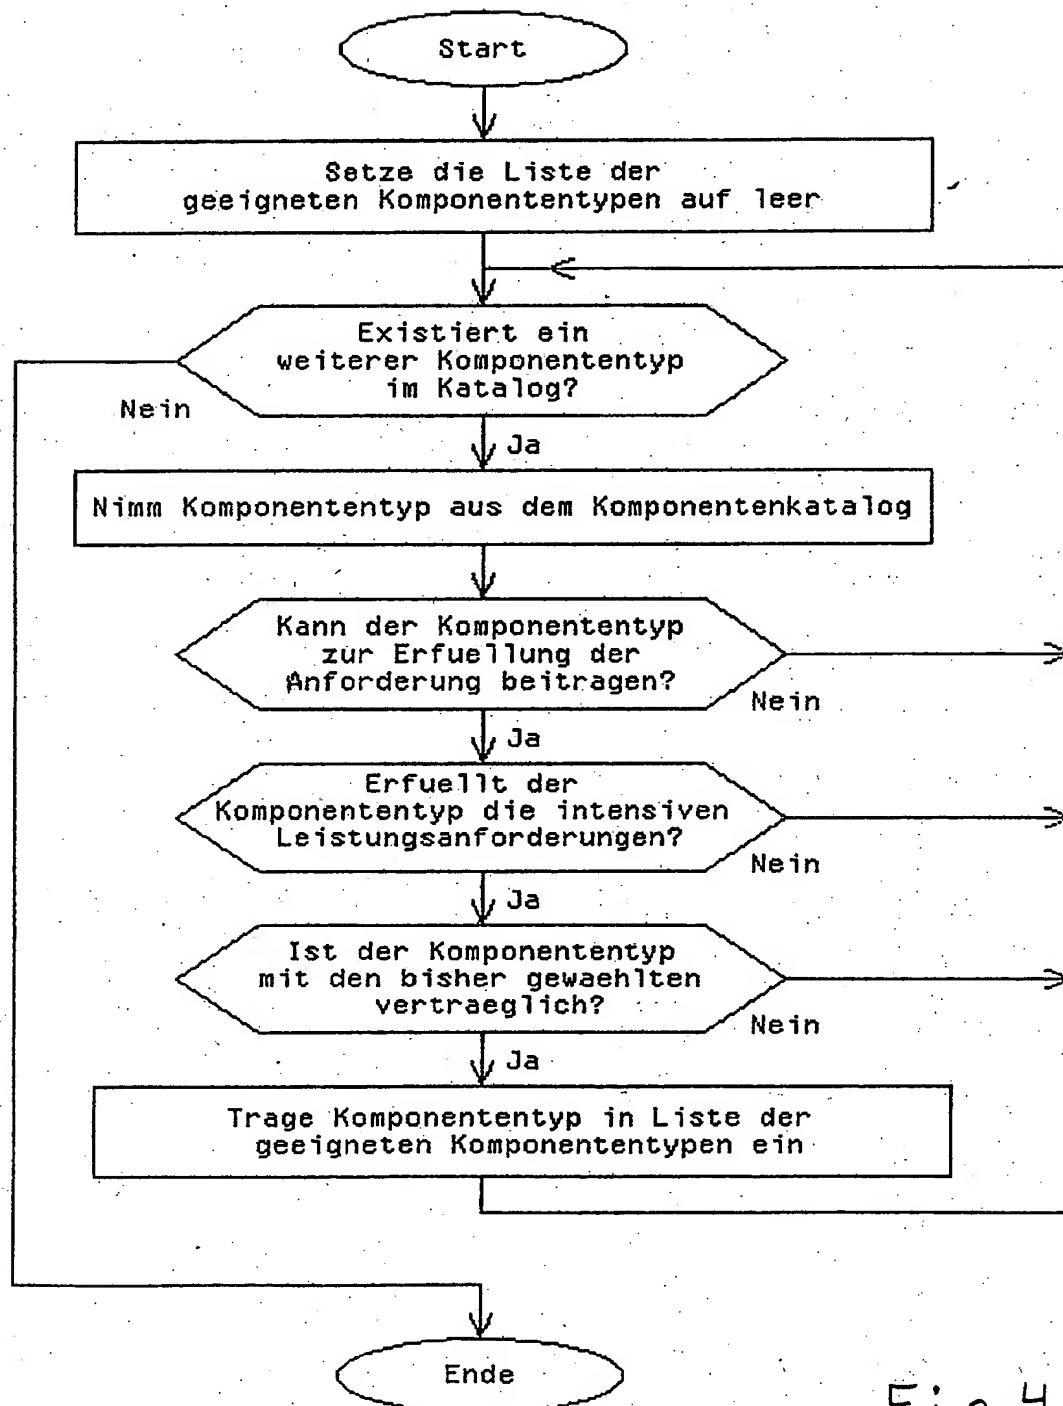 Start
Setze die Liste der
geeigneten Komponententypen auf leer
Existiert ein
weiterer Komponententyp
im Katalog?
Nein
Ja
Nimm Komponententyp aus dem Komponentenkatalog
Kann der Komponententyp
zur Erfuellung der
Anforderung beitragen?
Nein
Ja
Erfuellt der
Komponententyp die intensiven
Leistungsanforderungen?
Nein
Ja
Ist der Komponententyp
mit den bisher gewaehlten
vertraeglich?
Nein
Ja
Trage Komponententyp in Liste der
geeigneten Komponententypen ein
Ende
Fig 4